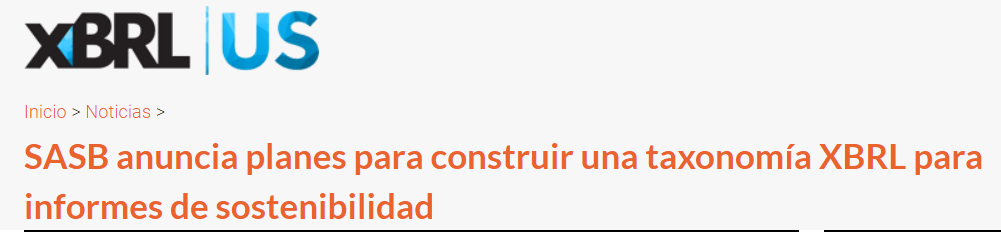 XBRL US
Inicio > Noticias >
SASB anuncia planes para construir una taxonomía XBRL para
informes de sostenibilidad